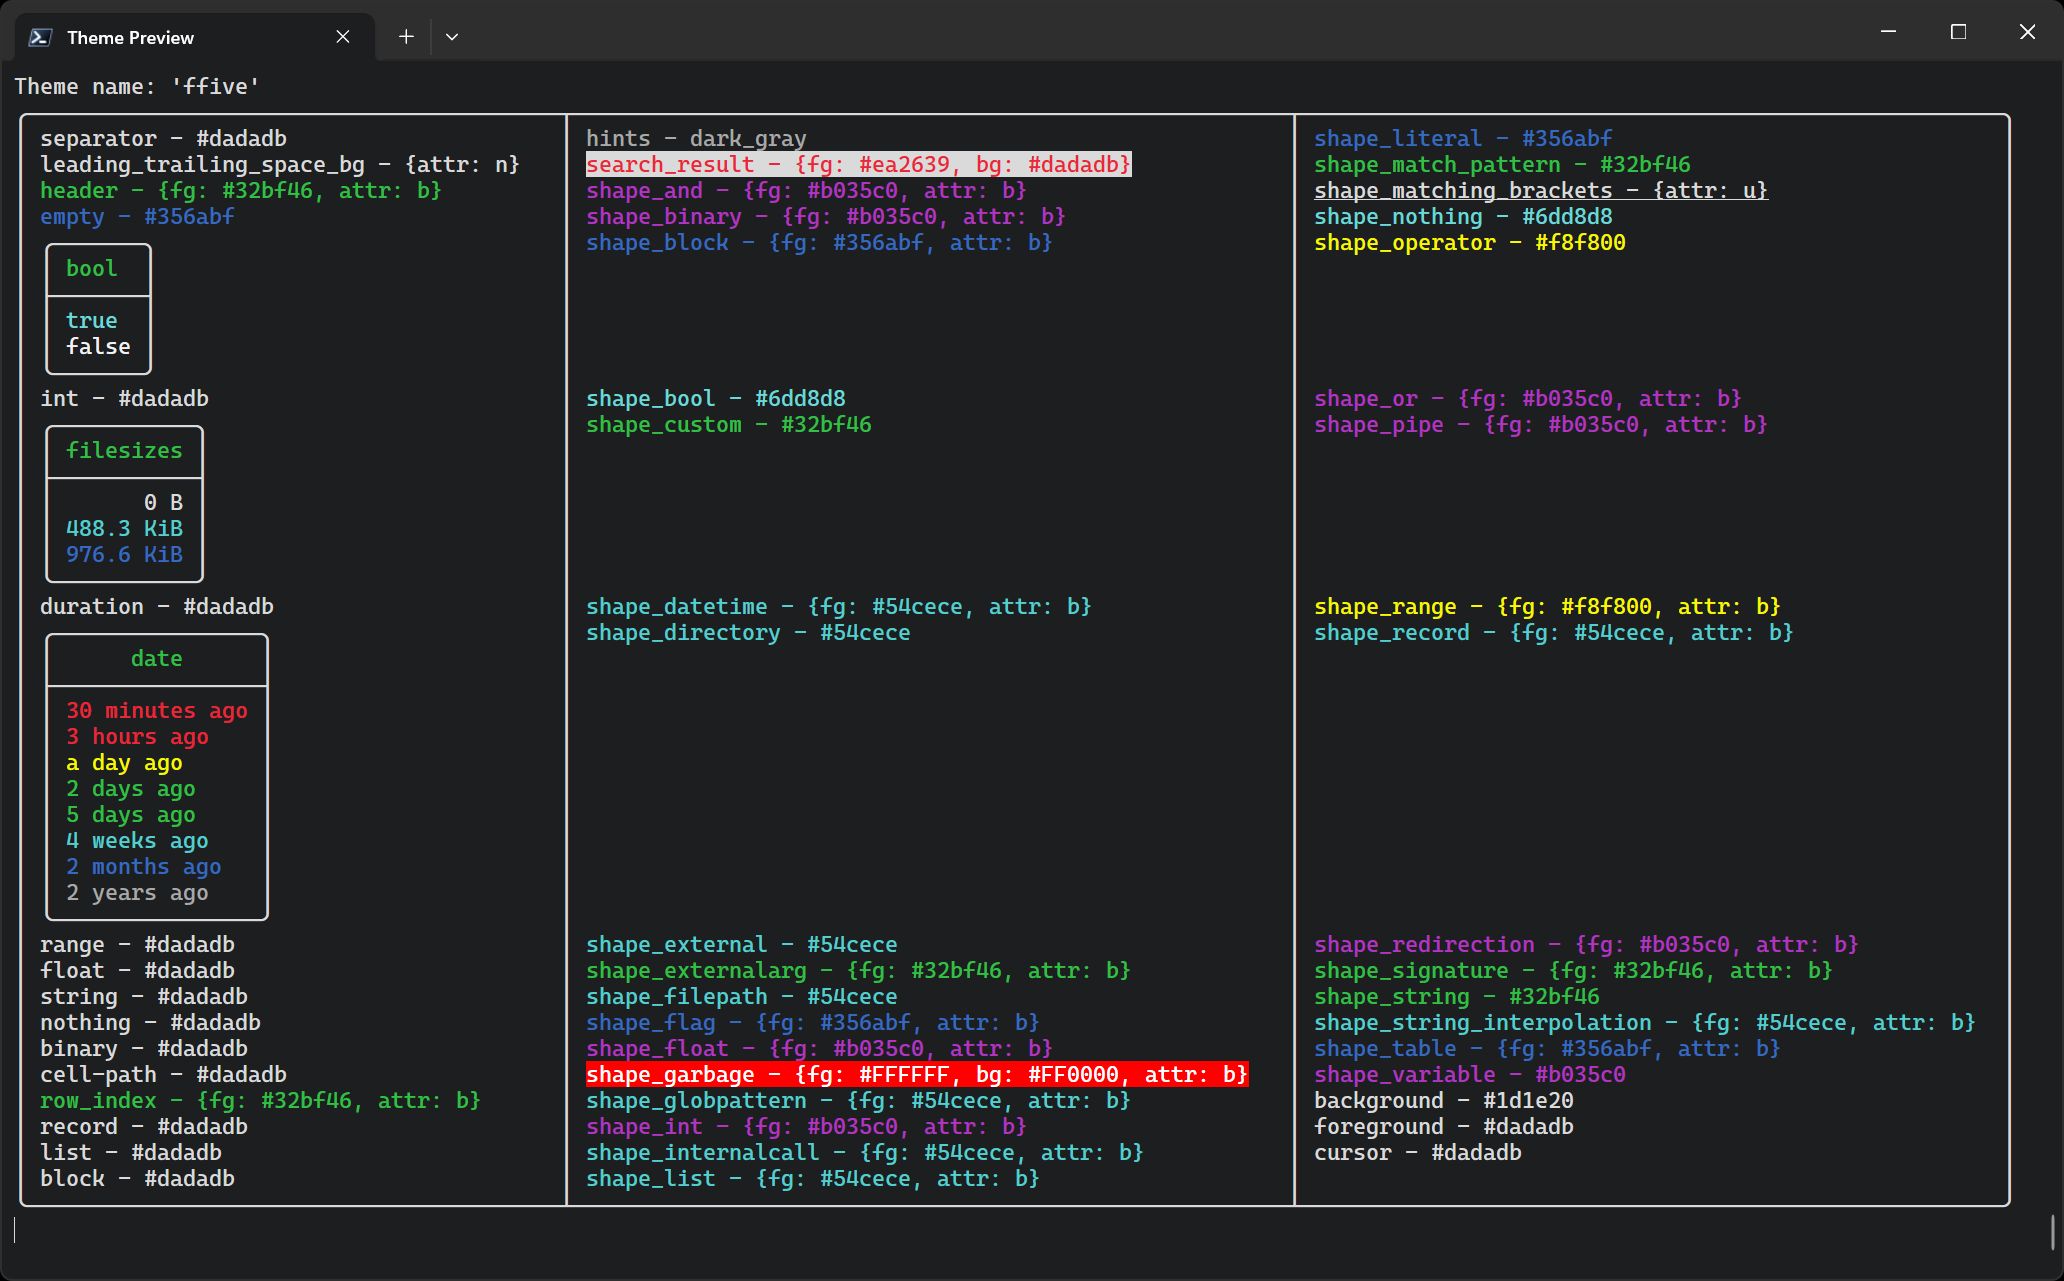 Theme Preview
Theme name: 'ffive'
separator - #dadadb
leading_trailing_space_bg - {attr: n}
header - {fg: #32bf46, attr: b}
empty - #356abf
bool
true
false
int - #dadadb
filesizes
0 B
488.3 KiB
976.6 KiB
duration - #dadadb
date
30 minutes ago
3 hours ago
a day ago
2 days ago
5 days ago
4 weeks ago
2 months ago
2 years ago
range - #dadadb
float - #dadadb
string - #dadadb
nothing - #dadadb
binary - #dadadb
cell-path - #dadadb
row_index - {fg: #32bf46, attr: b}
record - #dadadb
list - #dadadb
block - #dadadb
hints - dark_gray
search_result - {fg: #ea2639, bg: #dadadb}
shape_and - {fg: #b035c0, attr: b}
shape_binary - {fg: #b035c0, attr: b}
shape_block - {fg: #356abf, attr: b}
shape_bool - #6dd8d8
shape_custom - #32bf46
shape_datetime - {fg: #54cece, attr: b}
shape_directory - #54cece
shape_external - #54cece
shape_externalarg - {fg: #32bf46, attr: b}
shape_filepath - #54cece
shape_flag - {fg: #356abf, attr: b}
shape_float - {fg: #b035c0, attr: b}
shape_garbage - {fg: #FFFFFF, bg: #FF0000, attr: b}
shape_globpattern - {fg: #54cece, attr: b}
shape_int - {fg: #b035c0, attr: b}
shape_internalcall - {fg: #54cece, attr: b}
shape_list - {fg: #54cece, attr: b}
shape_literal - #356abf
shape_match_pattern - #32bf46
shape_matching_brackets - {attr: u}
shape_nothing - #6dd8d8
shape_operator - #f8f800
shape_or - {fg: #b035c0, attr: b}
shape_pipe - {fg: #b035c0, attr: b}
shape_range - {fg: #f8f800, attr: b}
shape_record - {fg: #54cece, attr: b}
shape_redirection - {fg: #b035c0, attr: b}
shape_signature - {fg: #32bf46, attr: b}
shape_string - #32bf46
shape_string_interpolation - {fg: #54cece, attr: b}
shape_table - {fg: #356abf, attr: b}
shape_variable - #b035c0
background - #1d1e20
foreground - #dadadb
cursor - #dadadb